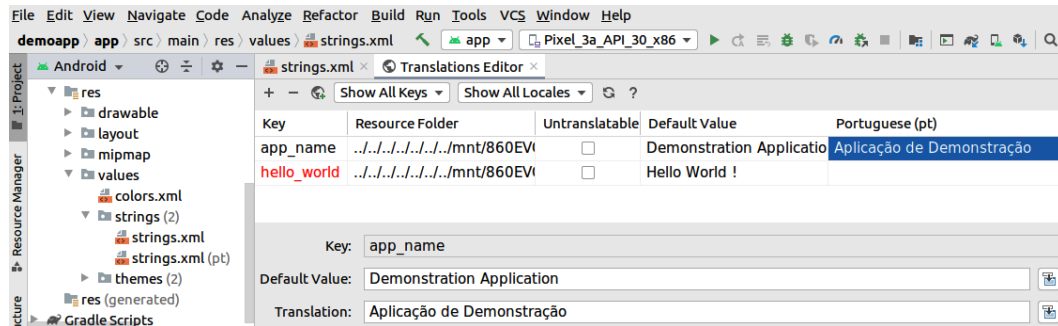 File Edit View Navigate Code Analyze Refactor Build Run Tools VCS Window Help
demoapp app src main res values strings.xml app Pixel_3a_API_30_x86
1: Project
Android
strings.xml Translations Editor
res
Show All Keys Show All Locales ?
drawable
layout
Key Resource Folder Untranslatable Default Value Portuguese (pt)
mipmap
app_name ../../../../../../mnt/860EV Demonstration Applicatio Aplicação de Demonstração
values
hello_world ../../../../../../mnt/860EV Hello World !
Resource Manager
colors.xml
strings (2)
strings.xml
Key: app_name
strings.xml (pt)
themes (2)
Default Value: Demonstration Application
res (generated)
Gradle Scripts
Translation: Aplicação de Demonstração